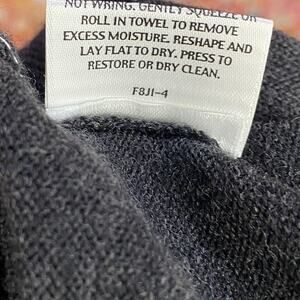 NOT WRING. GENTLY SQUEEZE OR
ROLL IN TOWEL TO REMOVE
EXCESS MOISTURE. RESHAPE AND
LAY FLAT TO DRY. PRESS TO
RESTORE OR DRY CLEAN.
F8J1-4